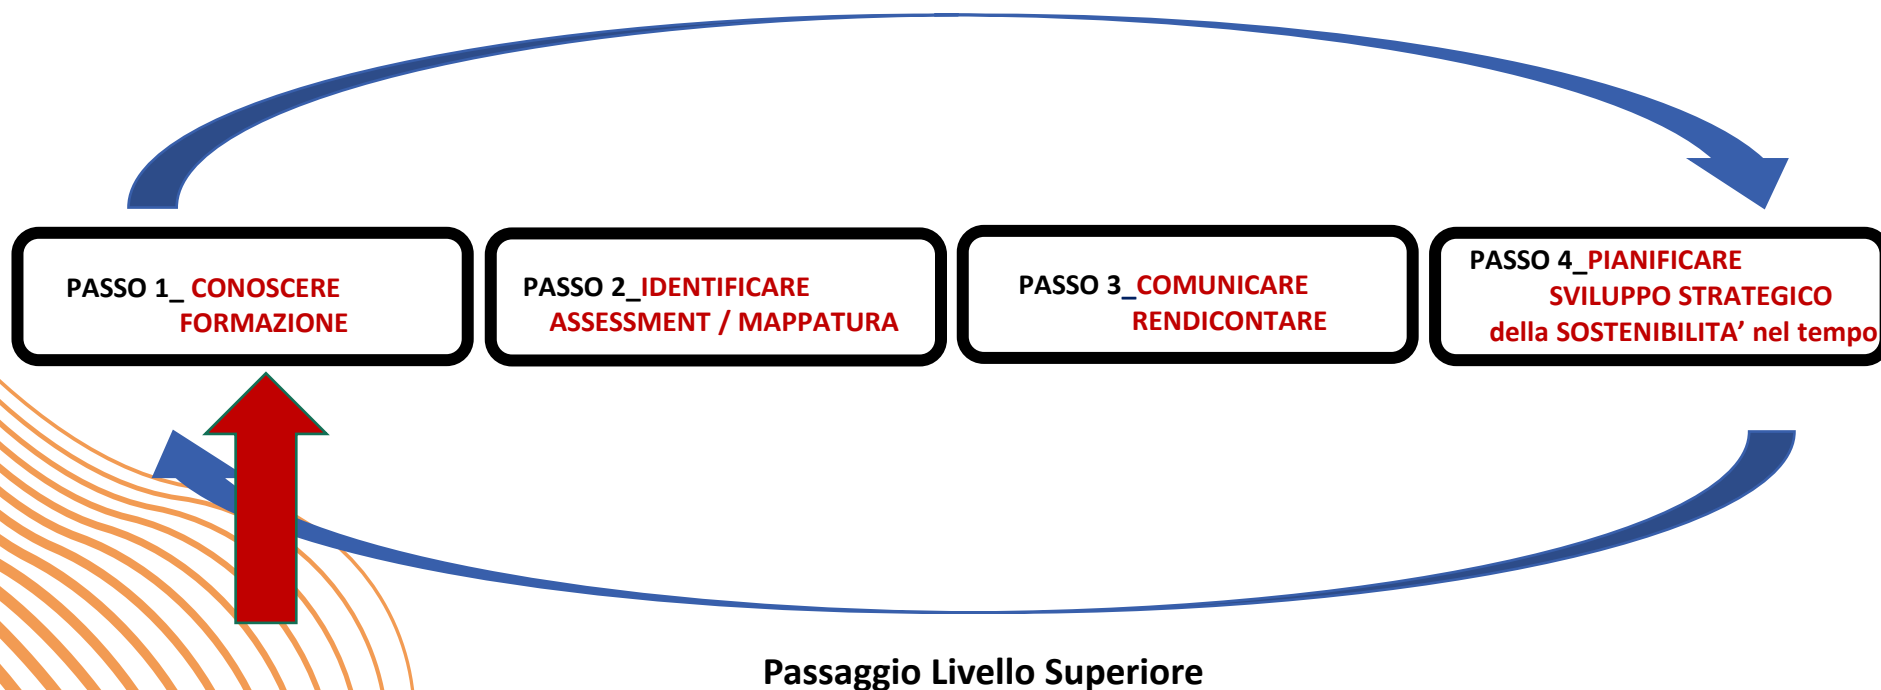 PASSO 1_ CONOSCERE
FORMAZIONE
PASSO 2_IDENTIFICARE
ASSESSMENT / MAPPATURA
PASSO 3_COMUNICARE
RENDICONTARE
PASSO 4_PIANIFICARE
SVILUPPO STRATEGICO
della SOSTENIBILITA’ nel tempo
Passaggio Livello Superiore